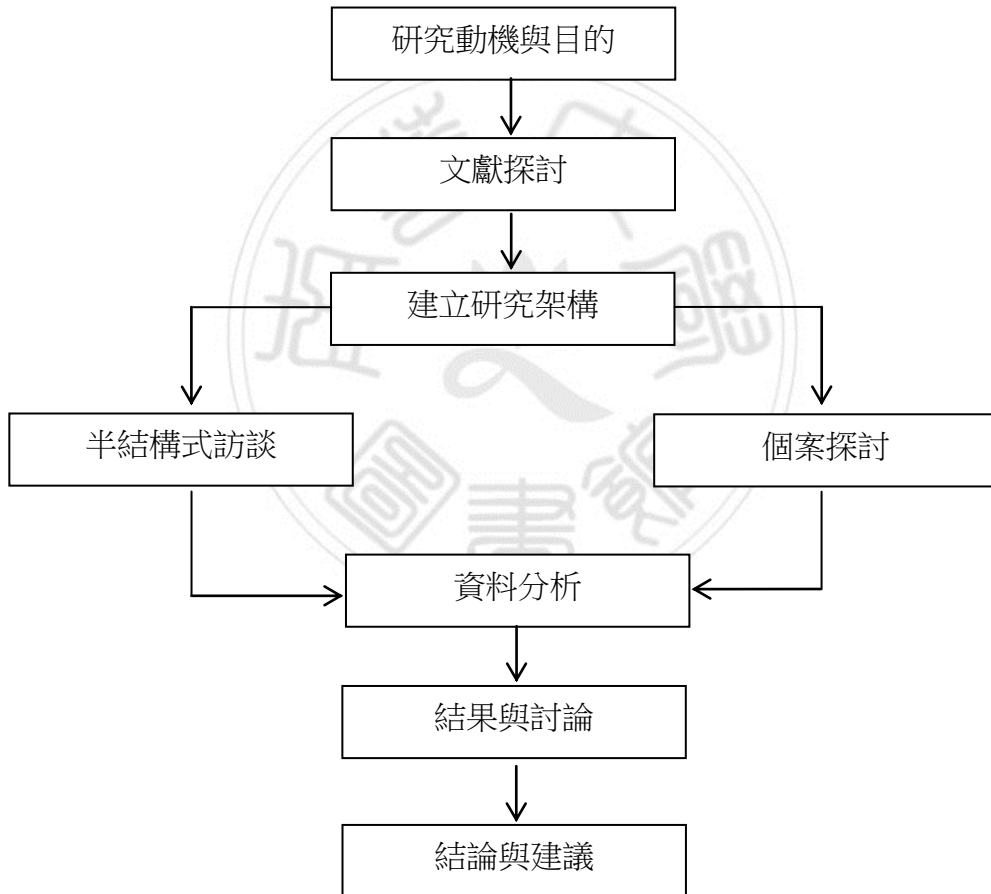 研究動機與目的
文獻探討
建立研究架構
半結構式訪談
個案探討
資料分析
結果與討論
結論與建議